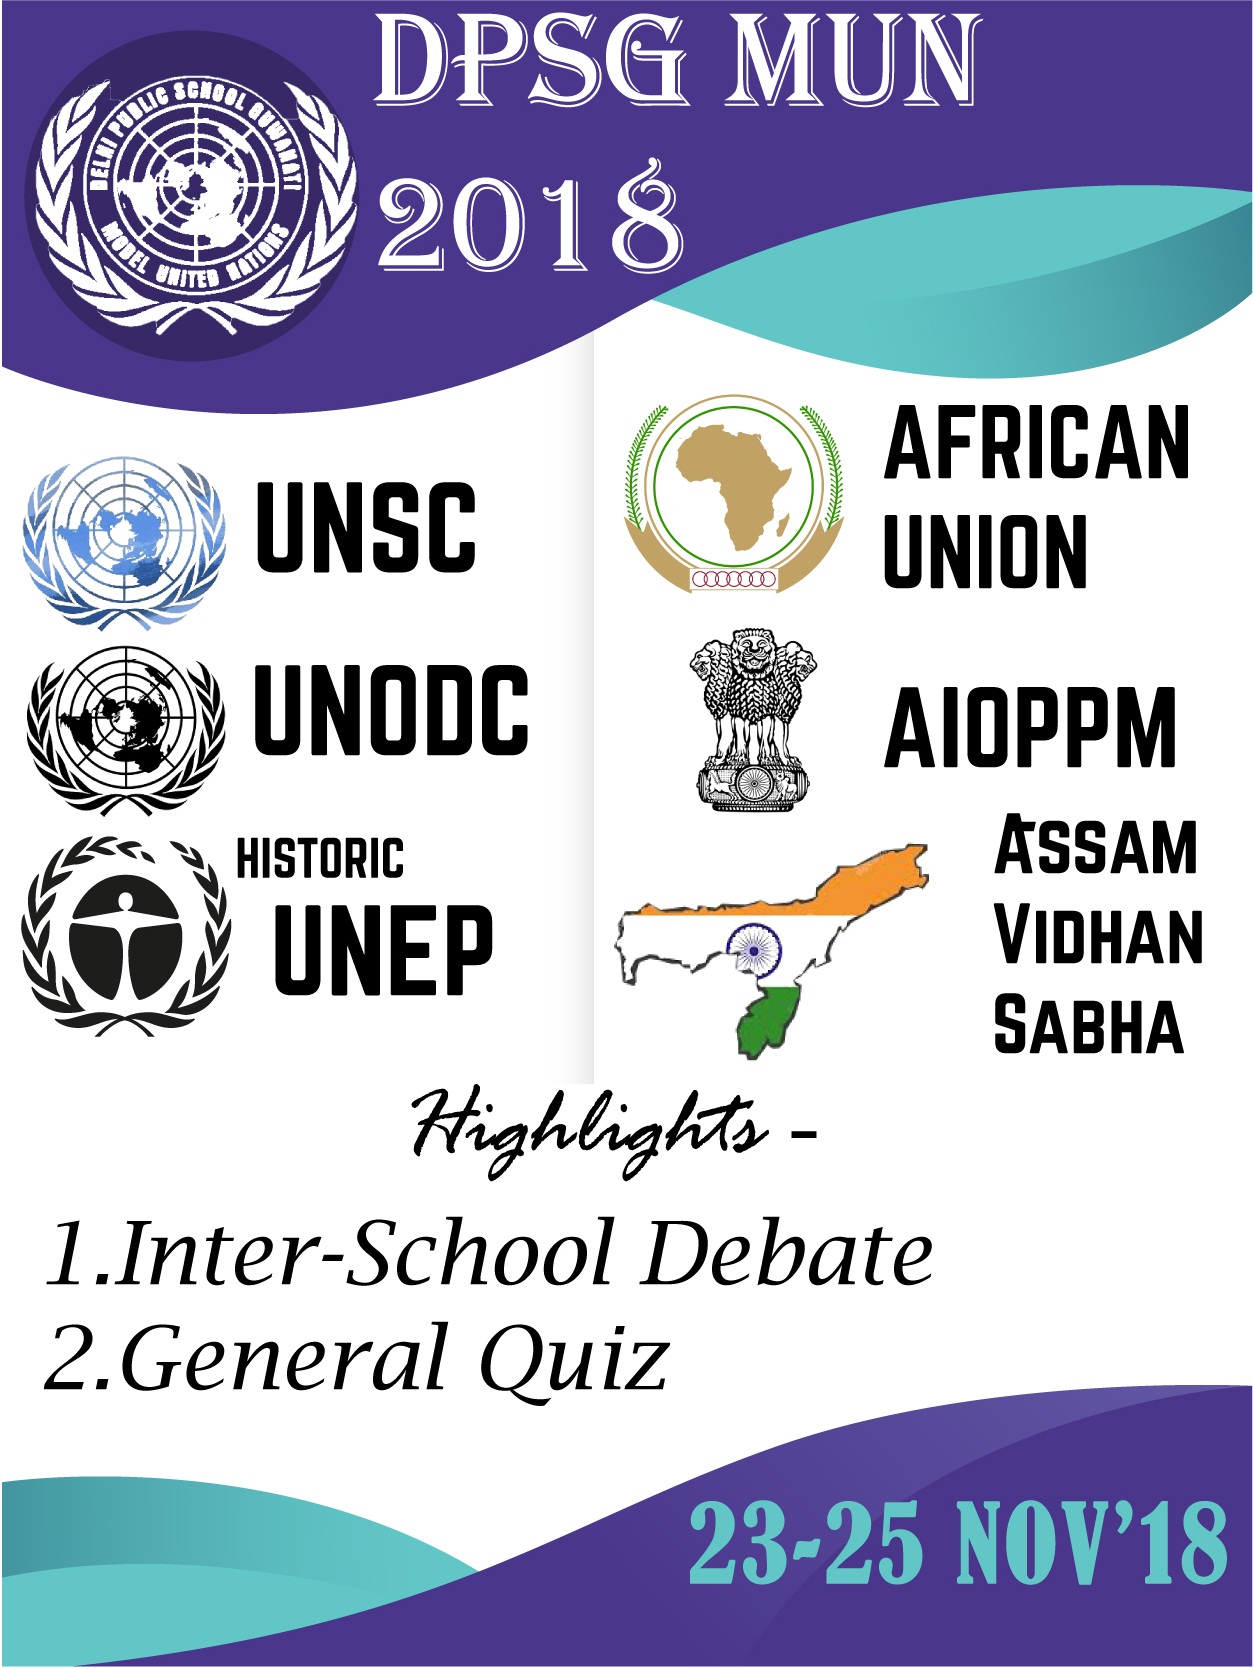 DPSG MUN
2018
DELHI PUBLIC SCHOOL GUWAHATI
MODEL UNITED NATIONS
UNSC
UNODC
HISTORIC
UNEP
AFRICAN
UNION
AIOPPM
ASSAM
VIDHAN
SABHA
Highlights -
1.Inter-School Debate
2.General Quiz
23-25 NOV'18